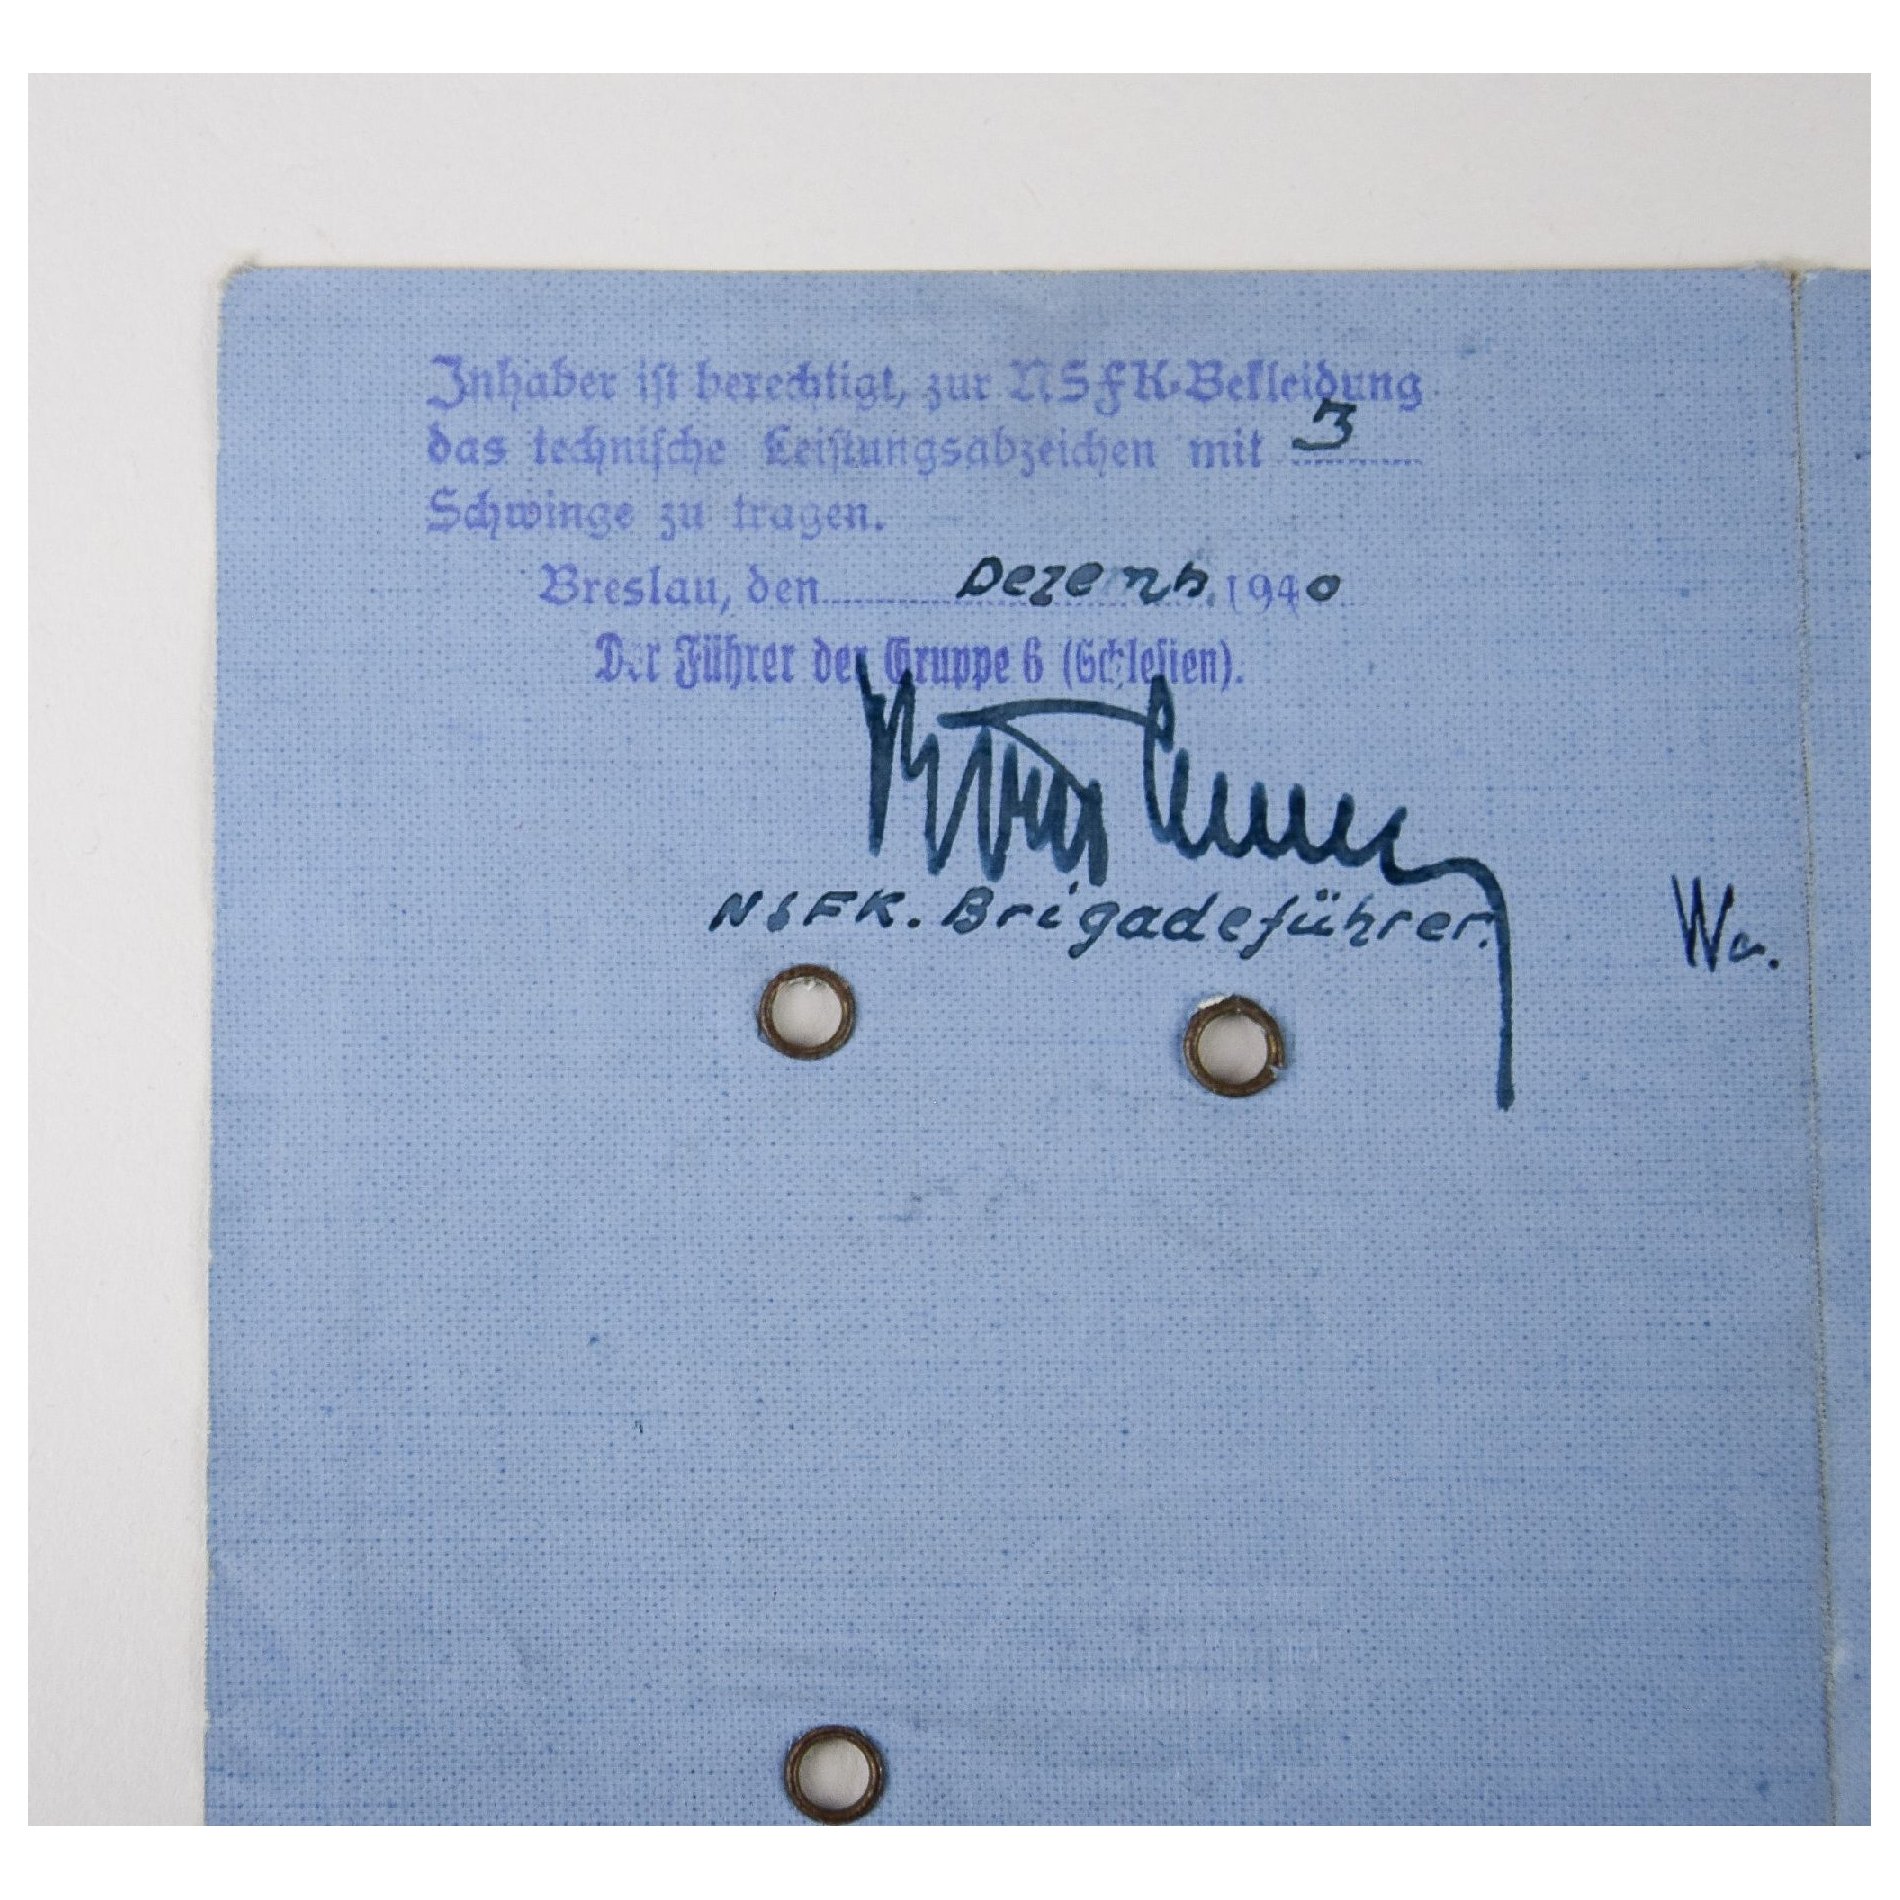 Inhaber ist berechtigt, zur NSFK-Bekleidung
das technische Leistungsabzeichen mit 3
Schwinge zu tragen.
Breslau, den Dezemb. 1940
Der Führer der Gruppe 6 (Schlesien).
NSFK. Brigadeführer.
Wa.